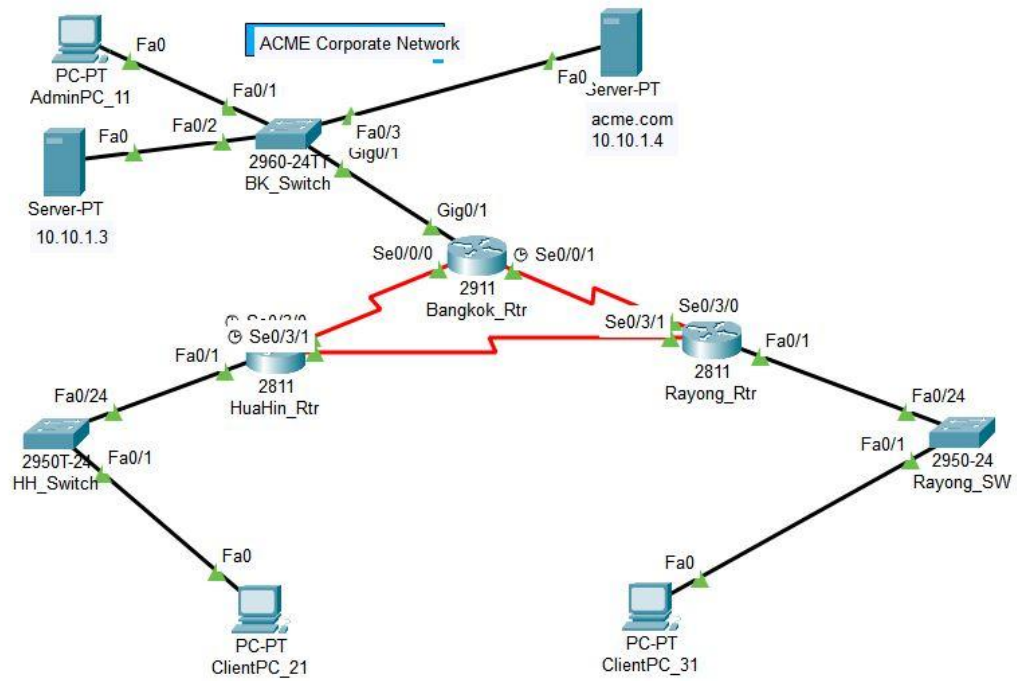 ACME Corporate Network
Fa0
PC-PT
AdminPC_11
Fa0/1
Fa0
Server-PT
acme.com
10.10.1.4
Fa0
Fa0/2
Fa0/3
Gig0/1
2960-24TT
BK_Switch
Server-PT
10.10.1.3
Gig0/1
Se0/0/0
Se0/0/1
2911
Bangkok_Rtr
Se0/3/0
Se0/3/1
Se0/3/1
Fa0/1
2811
HuaHin_Rtr
Fa0/1
2811
Rayong_Rtr
Fa0/24
Fa0/1
2950T-24
HH_Switch
Fa0/24
Fa0/1
2950-24
Rayong_SW
Fa0
PC-PT
ClientPC_21
Fa0
PC-PT
ClientPC_31